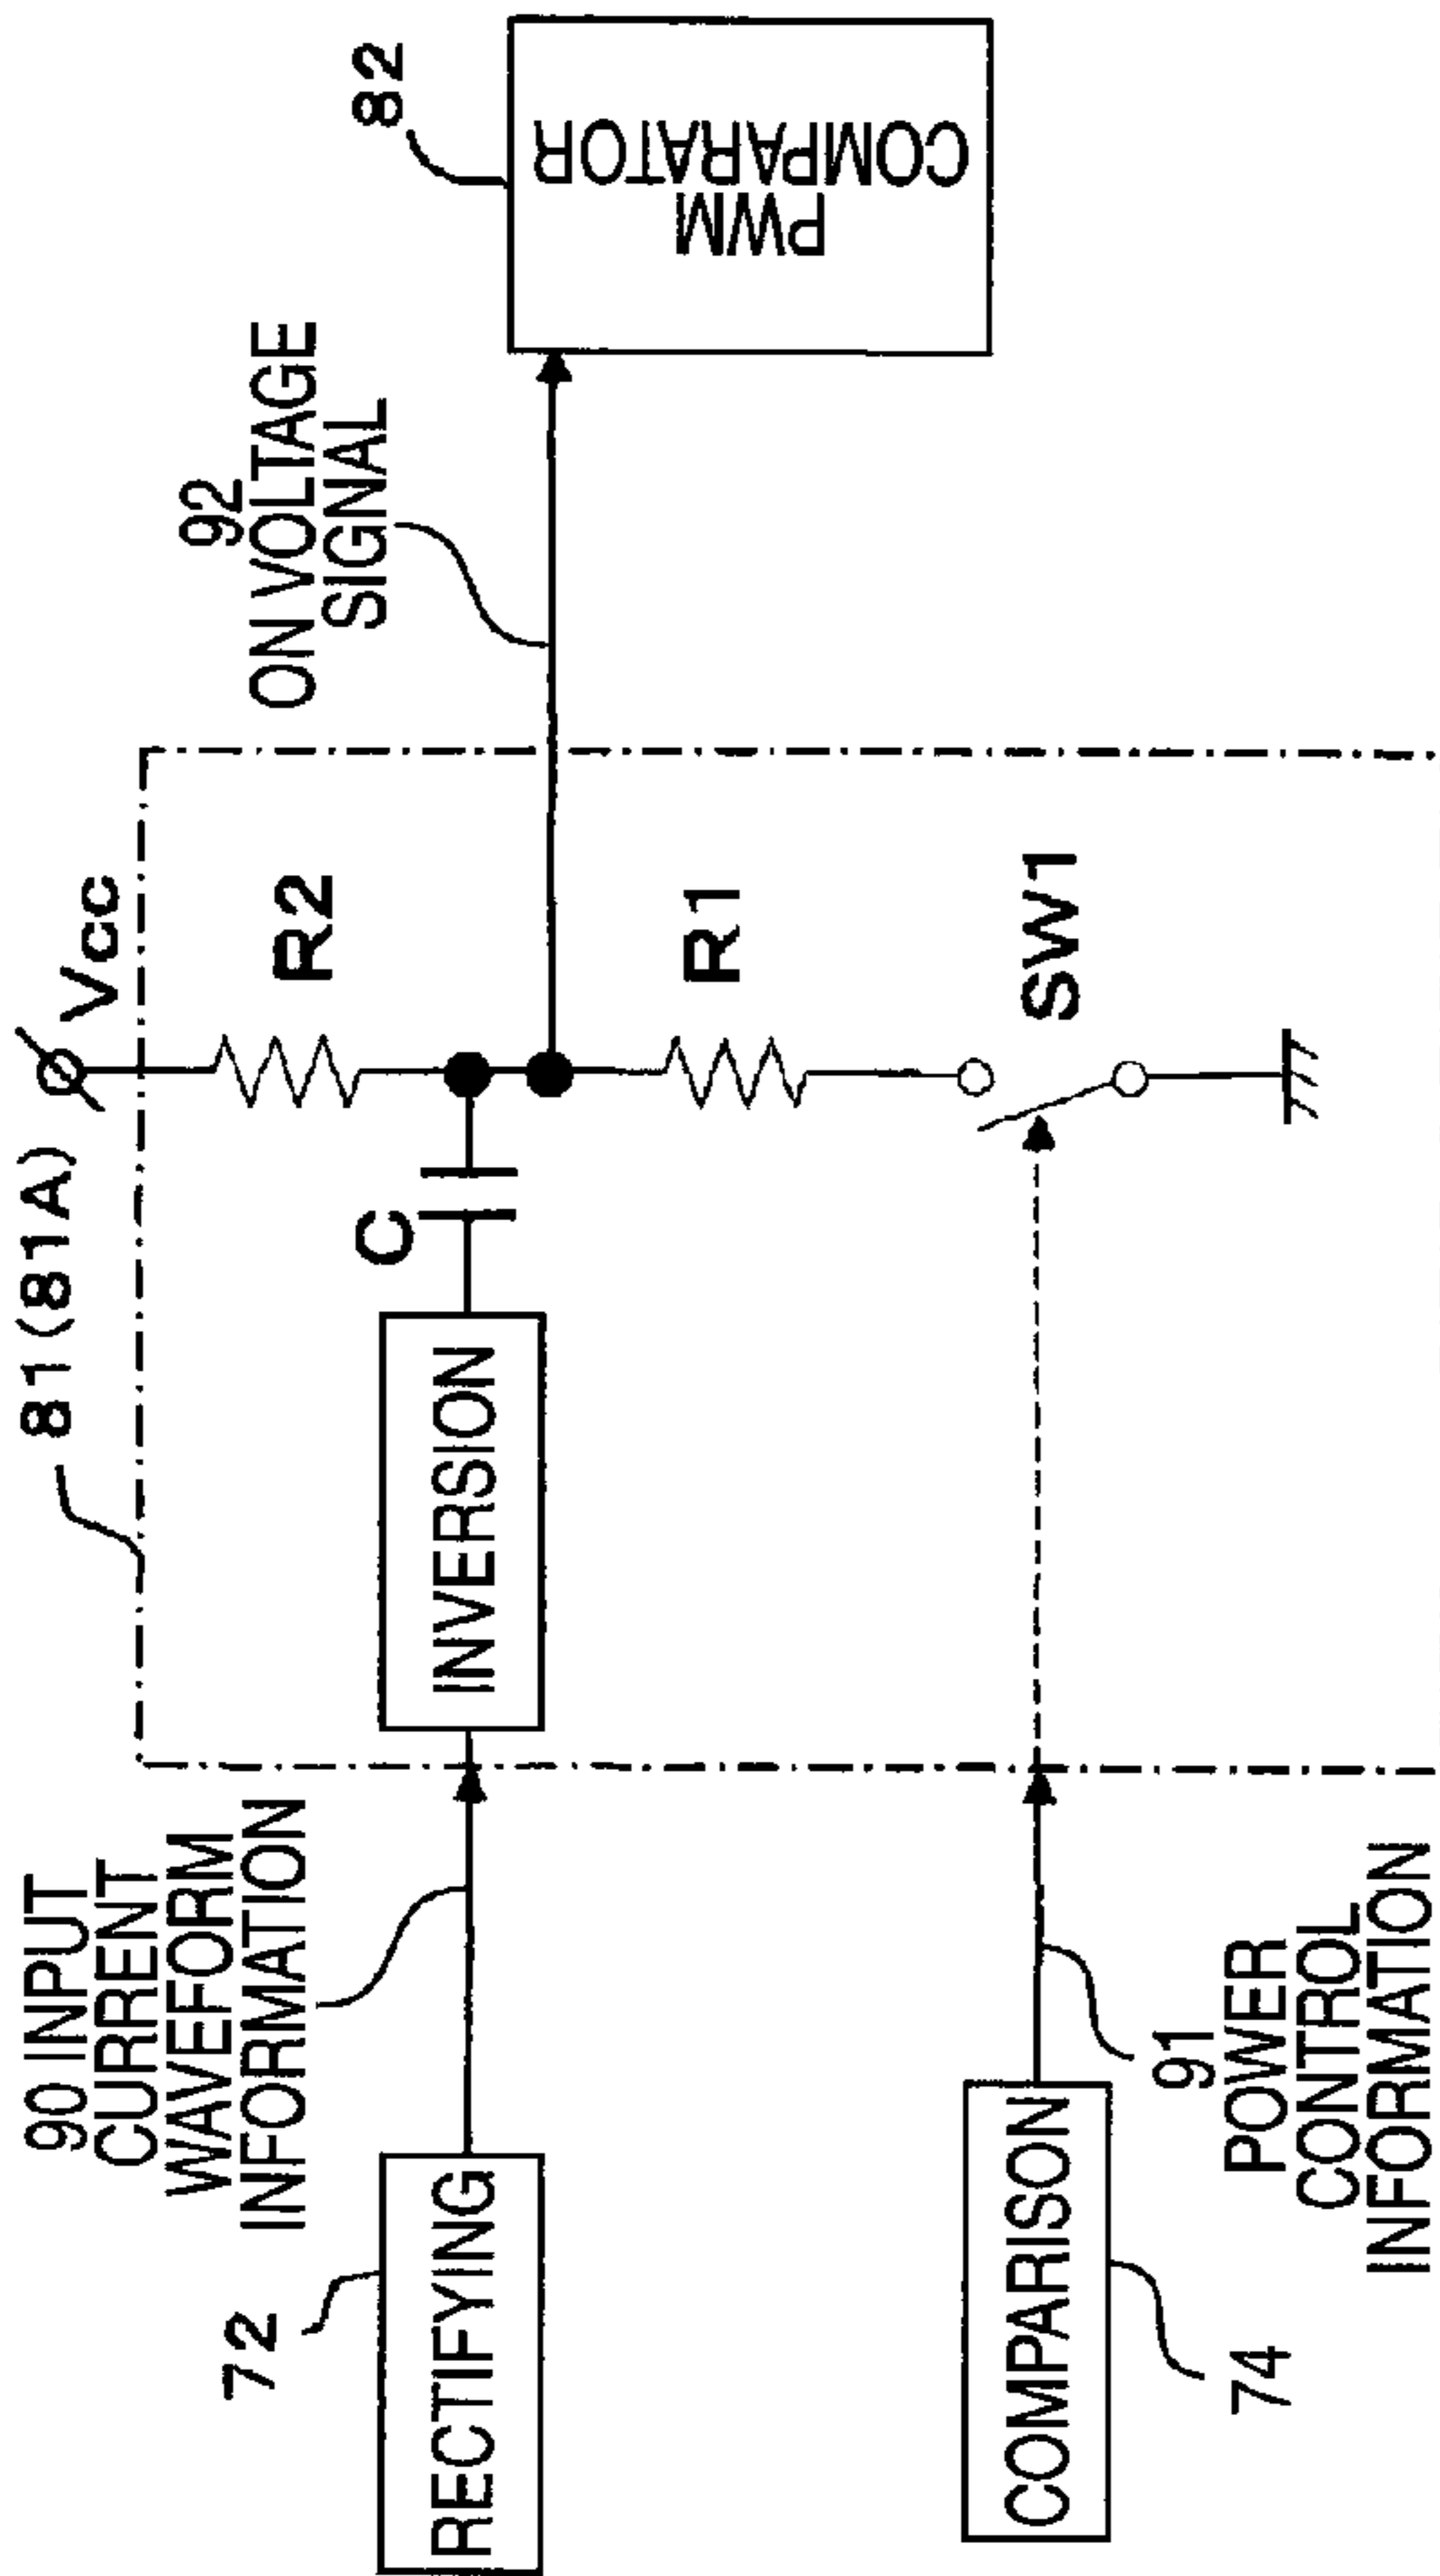 90 INPUT
CURRENT
WAVEFORM
INFORMATION
72
RECTIFYING
81(81A)
Vcc
INVERSION
C
R2
92
ON VOLTAGE
SIGNAL
82
PWM
COMPARATOR
R1
SW1
COMPARISON
74
91
POWER
CONTROL
INFORMATION